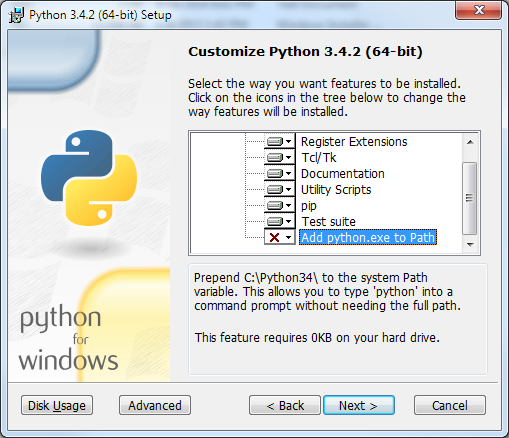 Python 3.4.2 (64-bit) Setup
Customize Python 3.4.2 (64-bit)
Select the way you want features to be installed.
Click on the icons in the tree below to change the
way features will be installed.
Register Extensions
Tcl/Tk
Documentation
Utility Scripts
pip
Test suite
Add python.exe to Path
Prepend C:\Python34\ to the system Path
variable. This allows you to type 'python' into a
command prompt without needing the full path.
This feature requires 0KB on your hard drive.
python
for
windows
Disk Usage
Advanced
< Back
Next >
Cancel